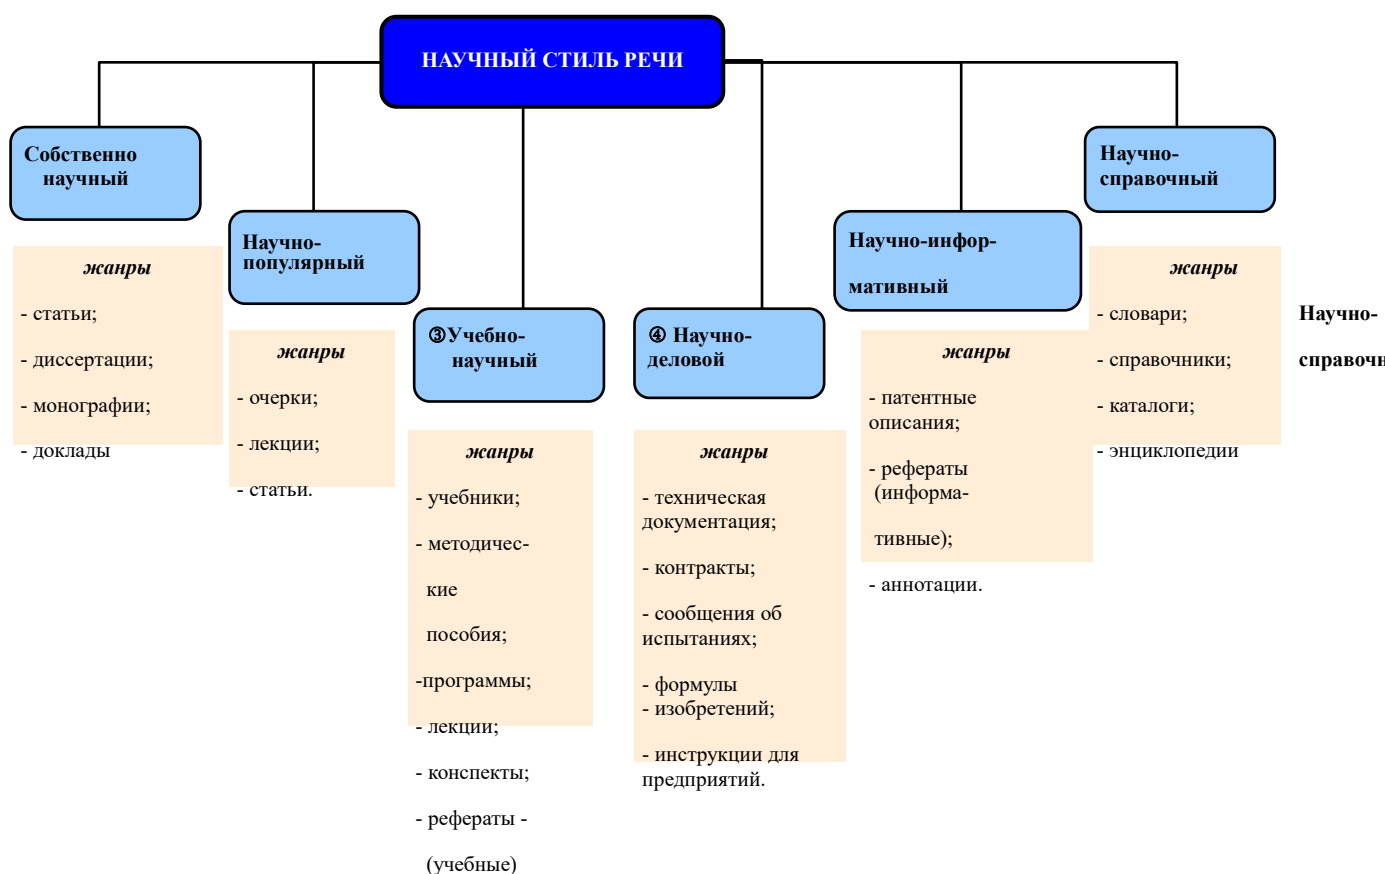 НАУЧНЫЙ СТИЛЬ РЕЧИ
Собственно
научный
жанры
- статьи;
- диссертации;
- монографии;
- доклады
Научно-
популярный
жанры
- очерки;
- лекции;
- статьи.
③Учебно-
научный
жанры
- учебники;
- методичес-
кие
пособия;
-программы;
- лекции;
- конспекты;
- рефераты -
(учебные)
④ Научно-
деловой
жанры
- техническая
документация;
- контракты;
- сообщения об
испытаниях;
- формулы
- изобретений;
- инструкции для
предприятий.
Научно-инфор-
мативный
жанры
- патентные
описания;
- рефераты
(информа-
тивные);
- аннотации.
Научно-
справочный
жанры
- словари;
- справочники;
- каталоги;
- энциклопедии
Научно-
справочн